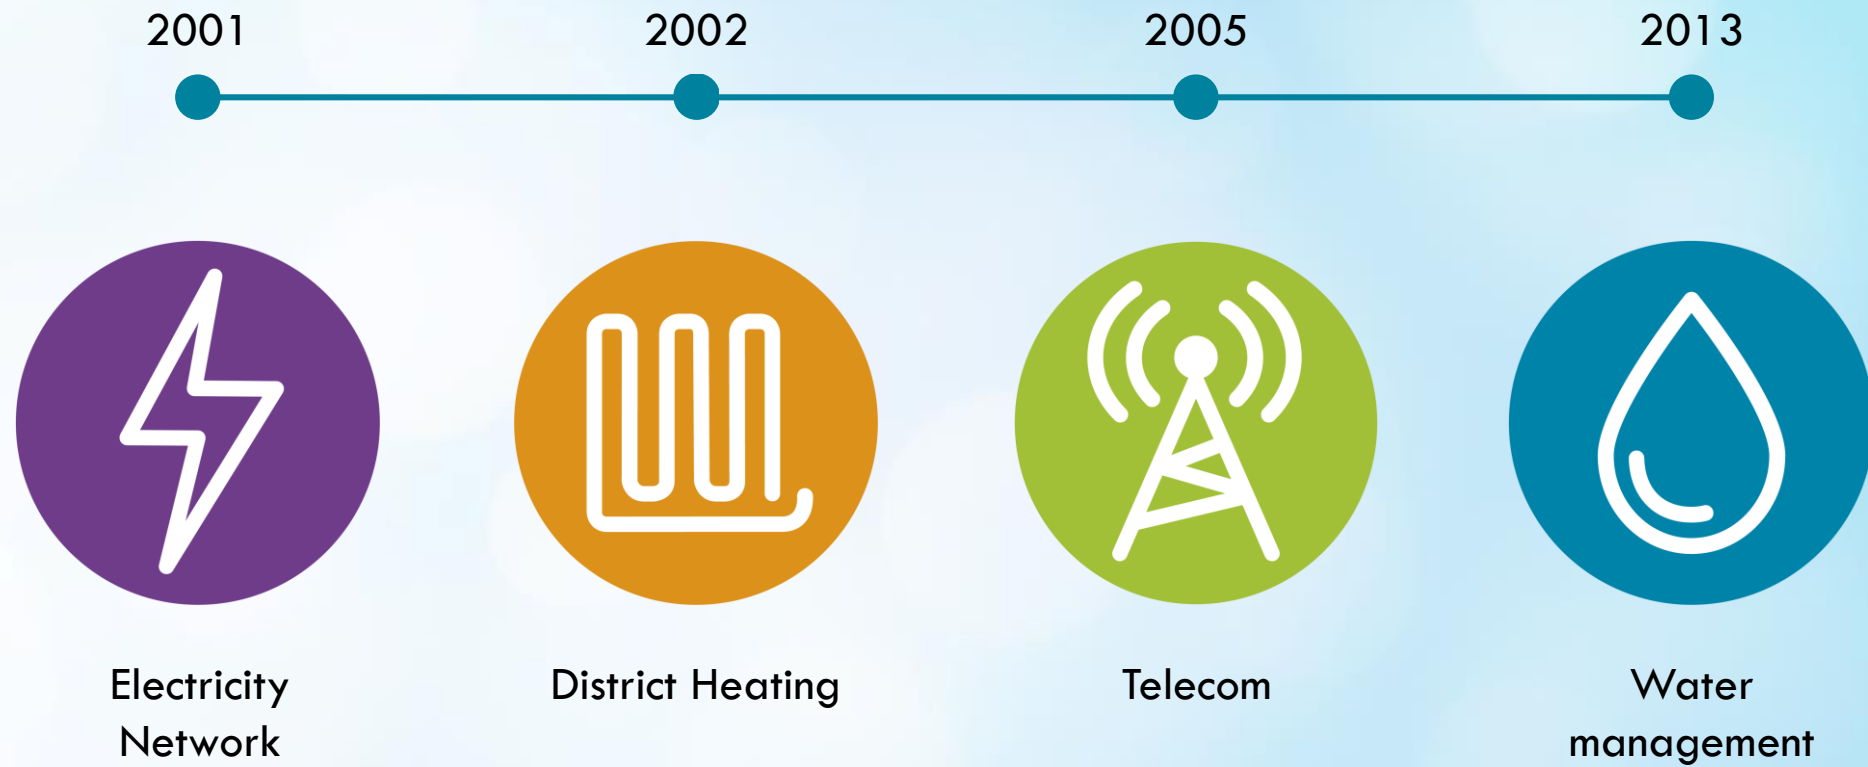 2001
2002
2005
2013
Electricity
Network
District Heating
Telecom
Water
management